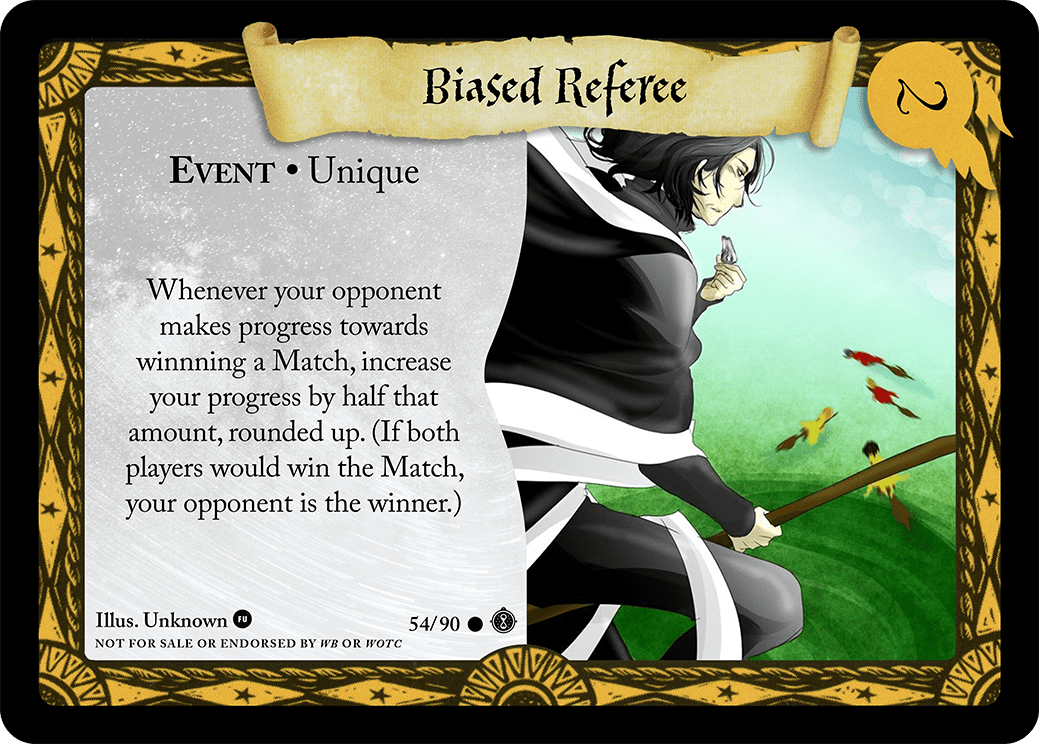 Biased Referee
2
EVENT • Unique
Whenever your opponent
makes progress towards
winnning a Match, increase
your progress by half that
amount, rounded up. (If both
players would win the Match,
your opponent is the winner.)
Illus. Unknown FU
54/90
NOT FOR SALE OR ENDORSED BY WB OR WOTC